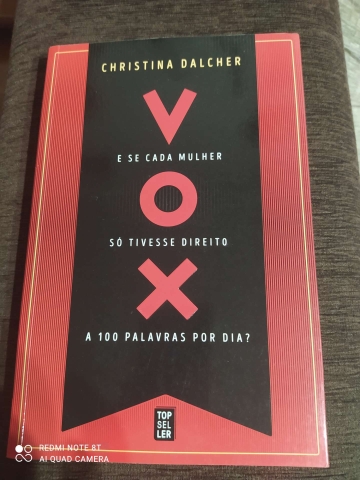 CHRISTINA DALCHER
V
E SE CADA MULHER
O
SÓ TIVESSE DIREITO
X
A 100 PALAVRAS POR DIA?
TOP
SEL
LER
REDMI NOTE 8T
AI QUAD CAMERA